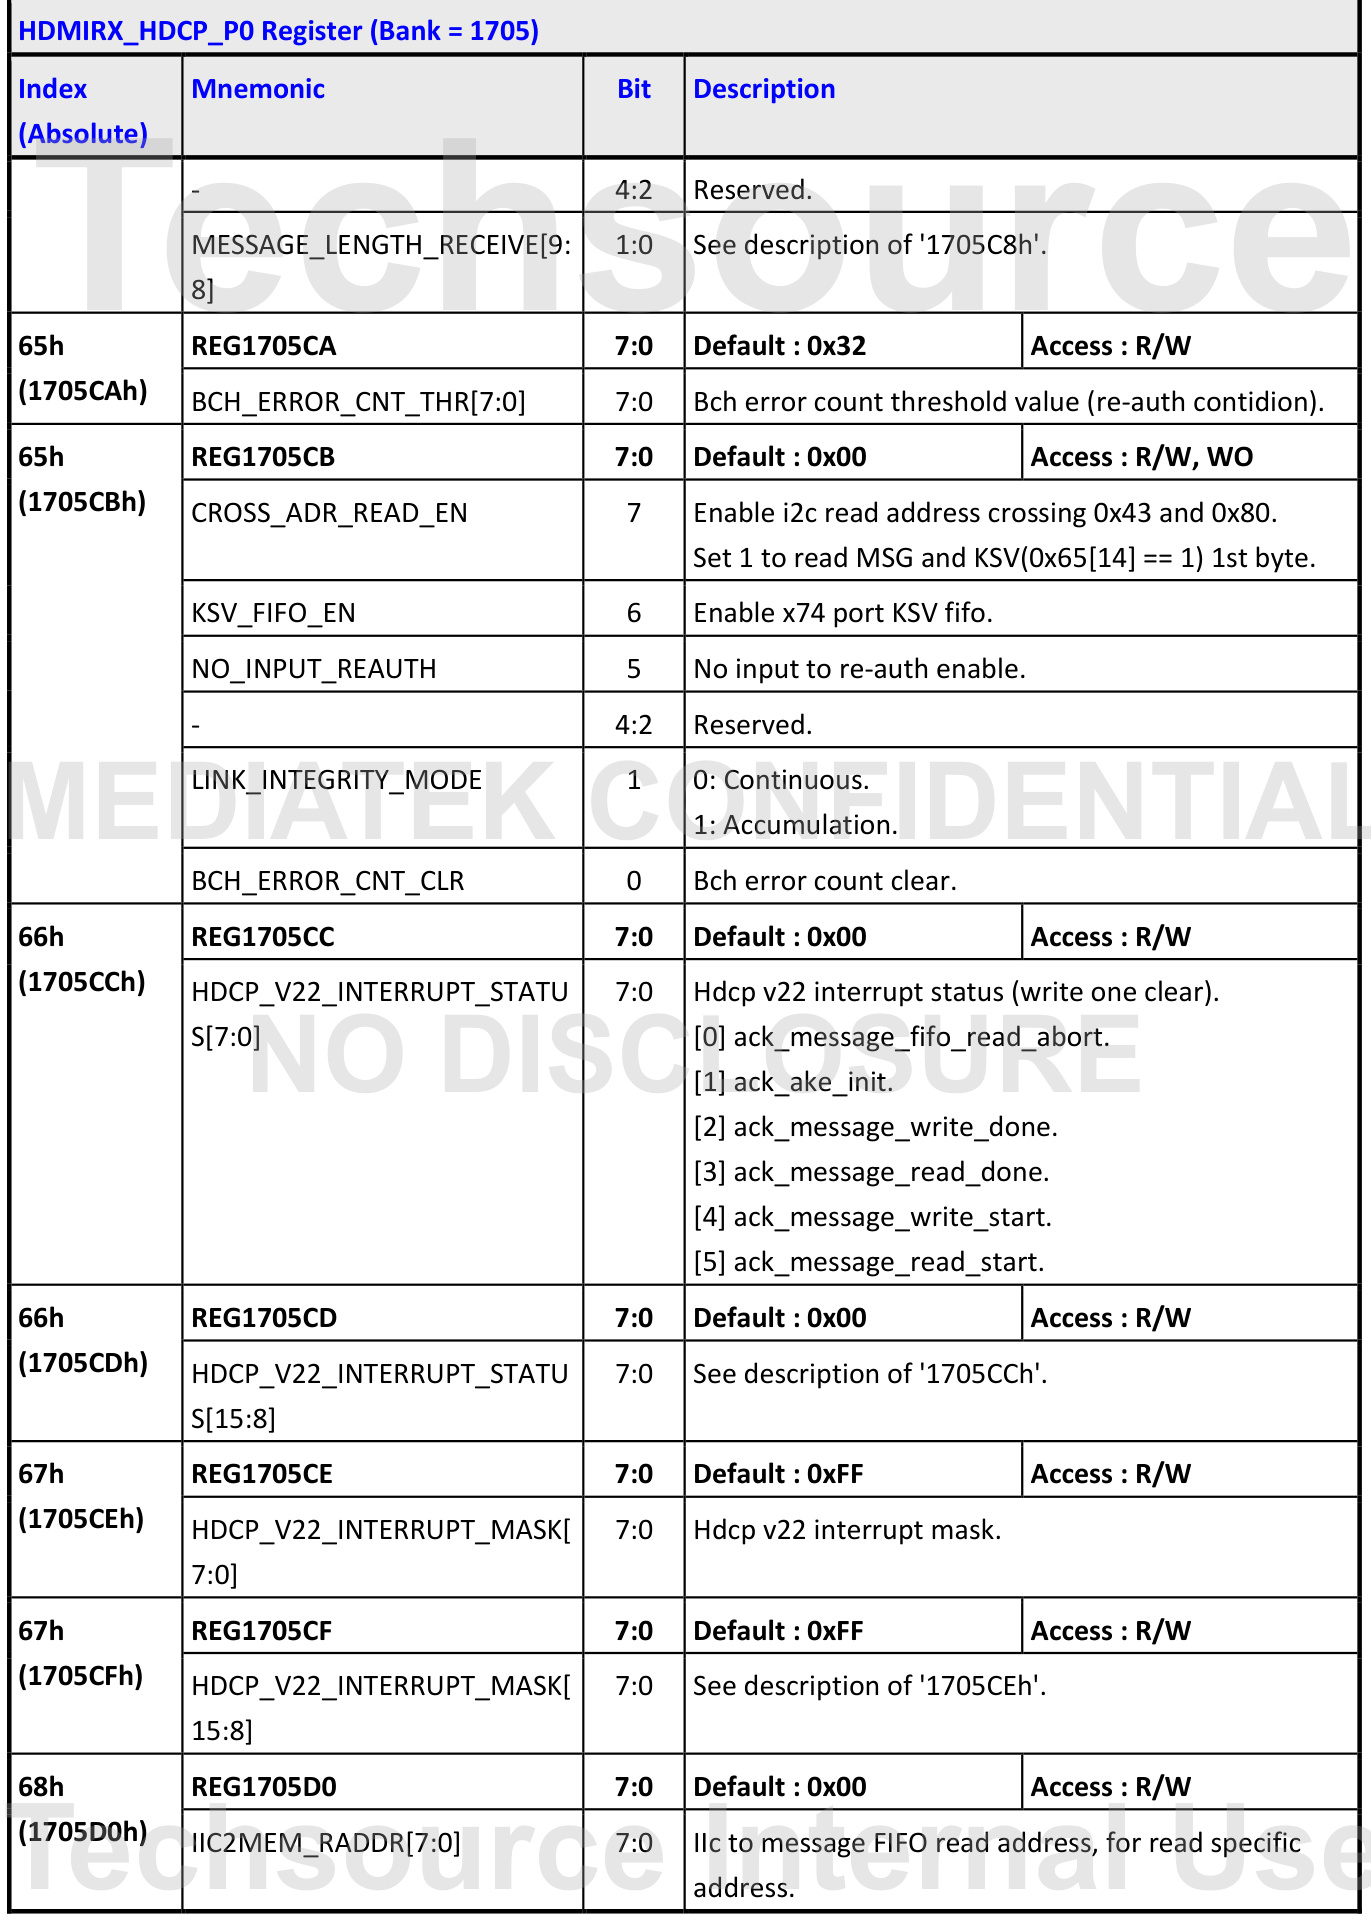 HDMIRX_HDCP_P0 Register (Bank = 1705)
Index Mnemonic Bit Description
(Absolute)
Techsource
- 4:2 Reserved.
MESSAGE_LENGTH_RECEIVE[9: 1:0 See description of '1705C8h'.
8]
65h REG1705CA 7:0 Default : 0x32 Access : R/W
(1705CAh) BCH_ERROR_CNT_THR[7:0] 7:0 Bch error count threshold value (re-auth contidion).
65h REG1705CB 7:0 Default : 0x00 Access : R/W, WO
(1705CBh) CROSS_ADR_READ_EN 7 Enable i2c read address crossing 0x43 and 0x80.
Set 1 to read MSG and KSV(0x65[14] == 1) 1st byte.
KSV_FIFO_EN 6 Enable x74 port KSV fifo.
NO_INPUT_REAUTH 5 No input to re-auth enable.
- 4:2 Reserved.
LINK_INTEGRITY_MODE 1 0: Continuous.
1: Accumulation.
MEDIATEK CONFIDENTIAL
BCH_ERROR_CNT_CLR 0 Bch error count clear.
66h REG1705CC 7:0 Default : 0x00 Access : R/W
(1705CCh) HDCP_V22_INTERRUPT_STATU 7:0 Hdcp v22 interrupt status (write one clear).
S[7:0] [0] ack_message_fifo_read_abort.
NO DISCLOSURE
[1] ack_ake_init.
[2] ack_message_write_done.
[3] ack_message_read_done.
[4] ack_message_write_start.
[5] ack_message_read_start.
66h REG1705CD 7:0 Default : 0x00 Access : R/W
(1705CDh) HDCP_V22_INTERRUPT_STATU 7:0 See description of '1705CCh'.
S[15:8]
67h REG1705CE 7:0 Default : 0xFF Access : R/W
(1705CEh) HDCP_V22_INTERRUPT_MASK[ 7:0 Hdcp v22 interrupt mask.
7:0]
67h REG1705CF 7:0 Default : 0xFF Access : R/W
(1705CFh) HDCP_V22_INTERRUPT_MASK[ 7:0 See description of '1705CEh'.
15:8]
68h REG1705D0 7:0 Default : 0x00 Access : R/W
(1705D0h) IIC2MEM_RADDR[7:0] 7:0 IIc to message FIFO read address, for read specific
address.
Techsource Internal Use